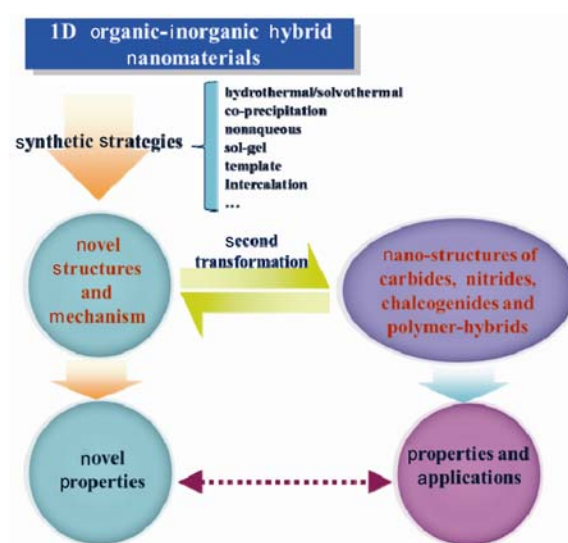 1D organic-inorganic hybrid
nanomaterials
synthetic strategies
hydrothermal/solvothermal
co-precipitation
nonaqueous
sol-gel
template
Intercalation
...
novel
structures
and
mechanism
second
transformation
nano-structures of
carbides, nitrides,
chalcogenides and
polymer-hybrids
novel
properties
properties and
applications